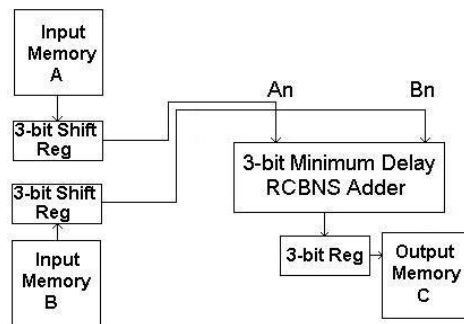 Input
Memory
A
3-bit Shift
Reg
An
Bn
3-bit Shift
Reg
3-bit Minimum Delay
RCBNS Adder
Input
Memory
B
3-bit Reg
Output
Memory
C